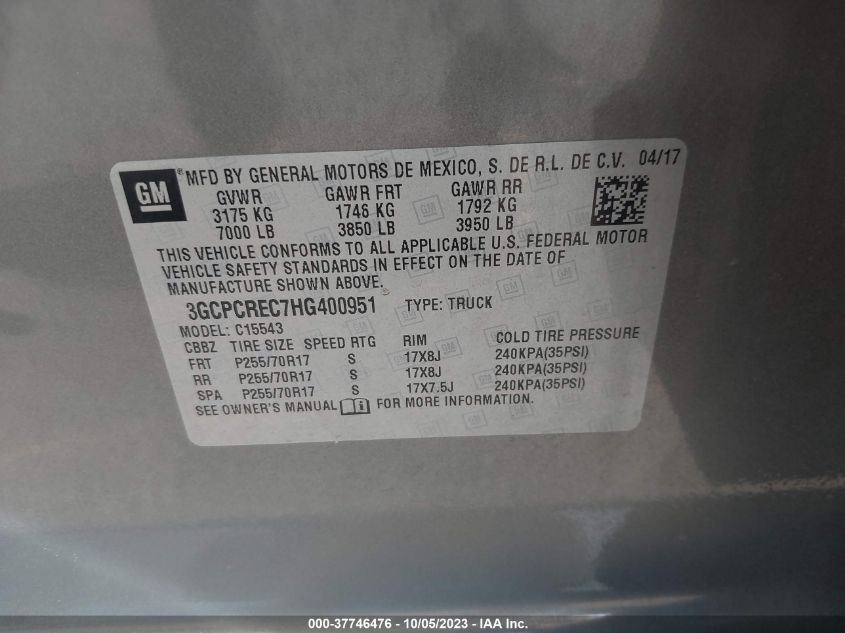 GM ® MFD BY GENERAL MOTORS DE MEXICO, S. DE R.L. DE C.V. 04/17
GVWR GAWR FRT GAWR RR
3175 KG 1746 KG 1792 KG
7000 LB 3850 LB 3950 LB
THIS VEHICLE CONFORMS TO ALL APPLICABLE U.S. FEDERAL MOTOR
VEHICLE SAFETY STANDARDS IN EFFECT ON THE DATE OF
MANUFACTURE SHOWN ABOVE.
3GCPCREC7HG400951 TYPE: TRUCK
MODEL: C15543
CBBZ TIRE SIZE SPEED RTG RIM COLD TIRE PRESSURE
FRT P255/70R17 S 17X8J 240KPA(35PSI)
RR P255/70R17 S 17X8J 240KPA(35PSI)
SPA P255/70R17 S 17X7.5J 240KPA(35PSI)
SEE OWNER'S MANUAL FOR MORE INFORMATION.
000-37746476 - 10/05/2023 - IAA Inc.